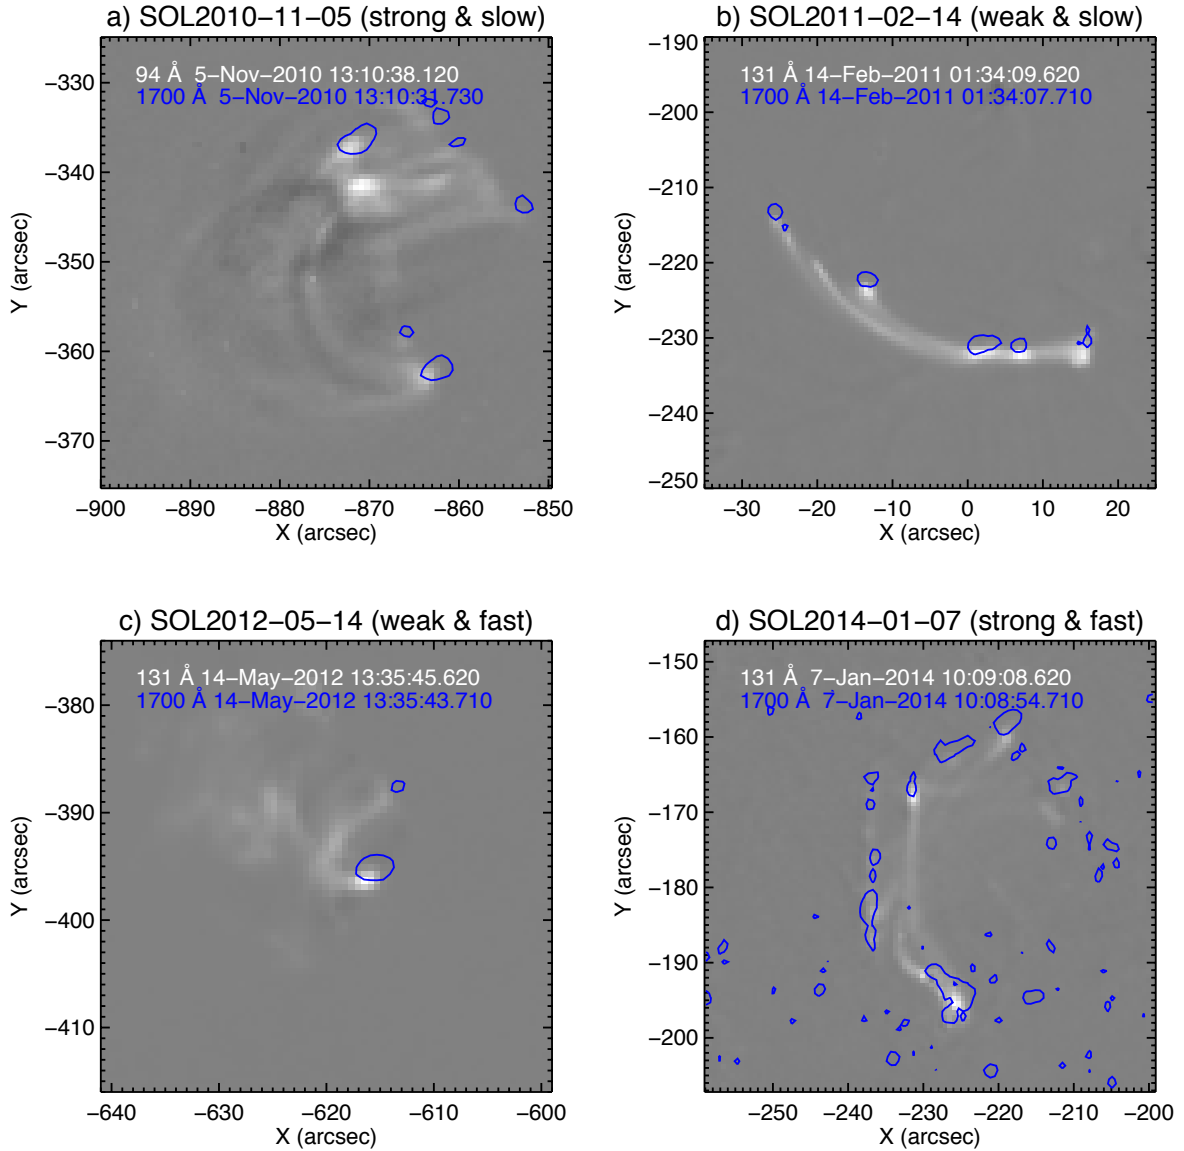 a) SOL2010−11−05 (strong & slow)
94 Å 5−Nov−2010 13:10:38.120
1700 Å 5−Nov−2010 13:10:31.730
−330
−340
−350
−360
−370
Y (arcsec)
−900 −890 −880 −870 −860 −850
X (arcsec)
b) SOL2011−02−14 (weak & slow)
131 Å 14−Feb−2011 01:34:09.620
1700 Å 14−Feb−2011 01:34:07.710
−190
−200
−210
−220
−230
−240
−250
Y (arcsec)
−30 −20 −10 0 10 20
X (arcsec)
c) SOL2012−05−14 (weak & fast)
131 Å 14−May−2012 13:35:45.620
1700 Å 14−May−2012 13:35:43.710
−380
−390
−400
−410
Y (arcsec)
−640 −630 −620 −610 −600
X (arcsec)
d) SOL2014−01−07 (strong & fast)
131 Å 7−Jan−2014 10:09:08.620
1700 Å 7−Jan−2014 10:08:54.710
−150
−160
−170
−180
−190
−200
Y (arcsec)
−250 −240 −230 −220 −210 −200
X (arcsec)